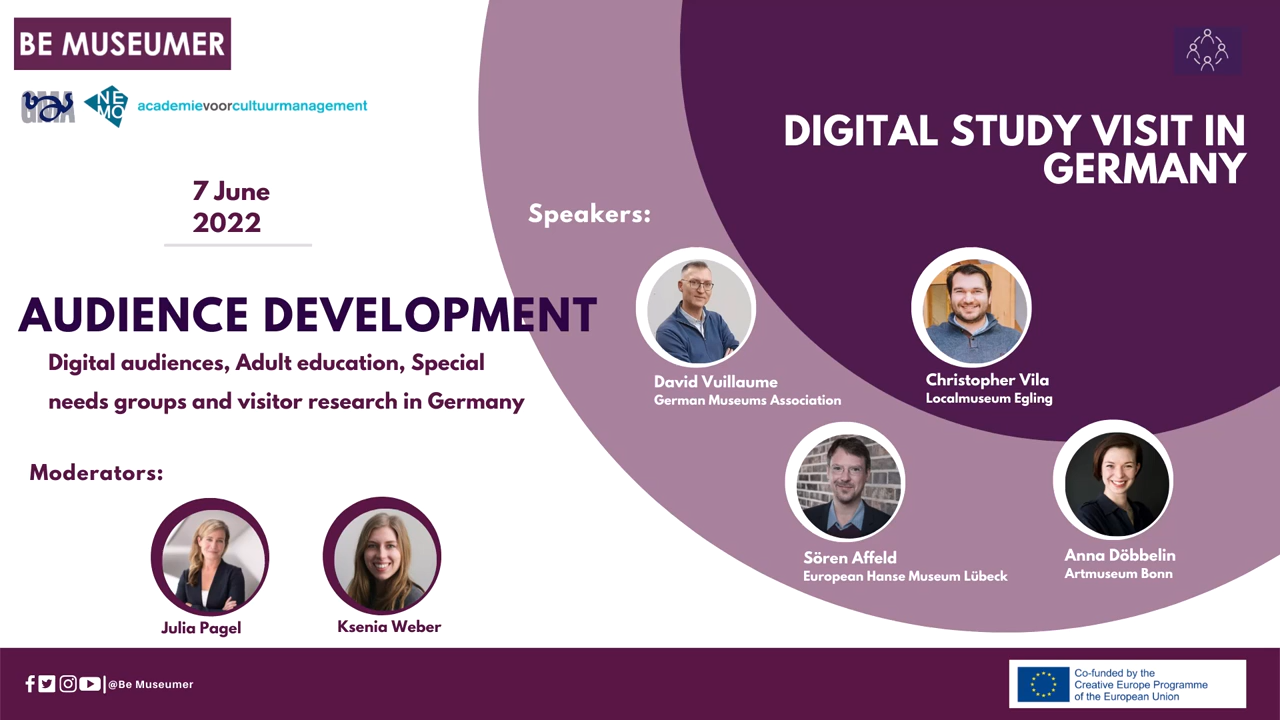 BE MUSEUMER
NE
MO
academievoorcultuurmanagement
7 June
2022
AUDIENCE DEVELOPMENT
Digital audiences, Adult education, Special
needs groups and visitor research in Germany
Moderators:
Julia Pagel
Ksenia Weber
DIGITAL STUDY VISIT IN
GERMANY
Speakers:
David Vuillaume
German Museums Association
Christopher Vila
Localmuseum Egling
Sören Affeld
European Hanse Museum Lübeck
Anna Döbbelin
Artmuseum Bonn
@Be Museumer
Co-funded by the
Creative Europe Programme
of the European Union